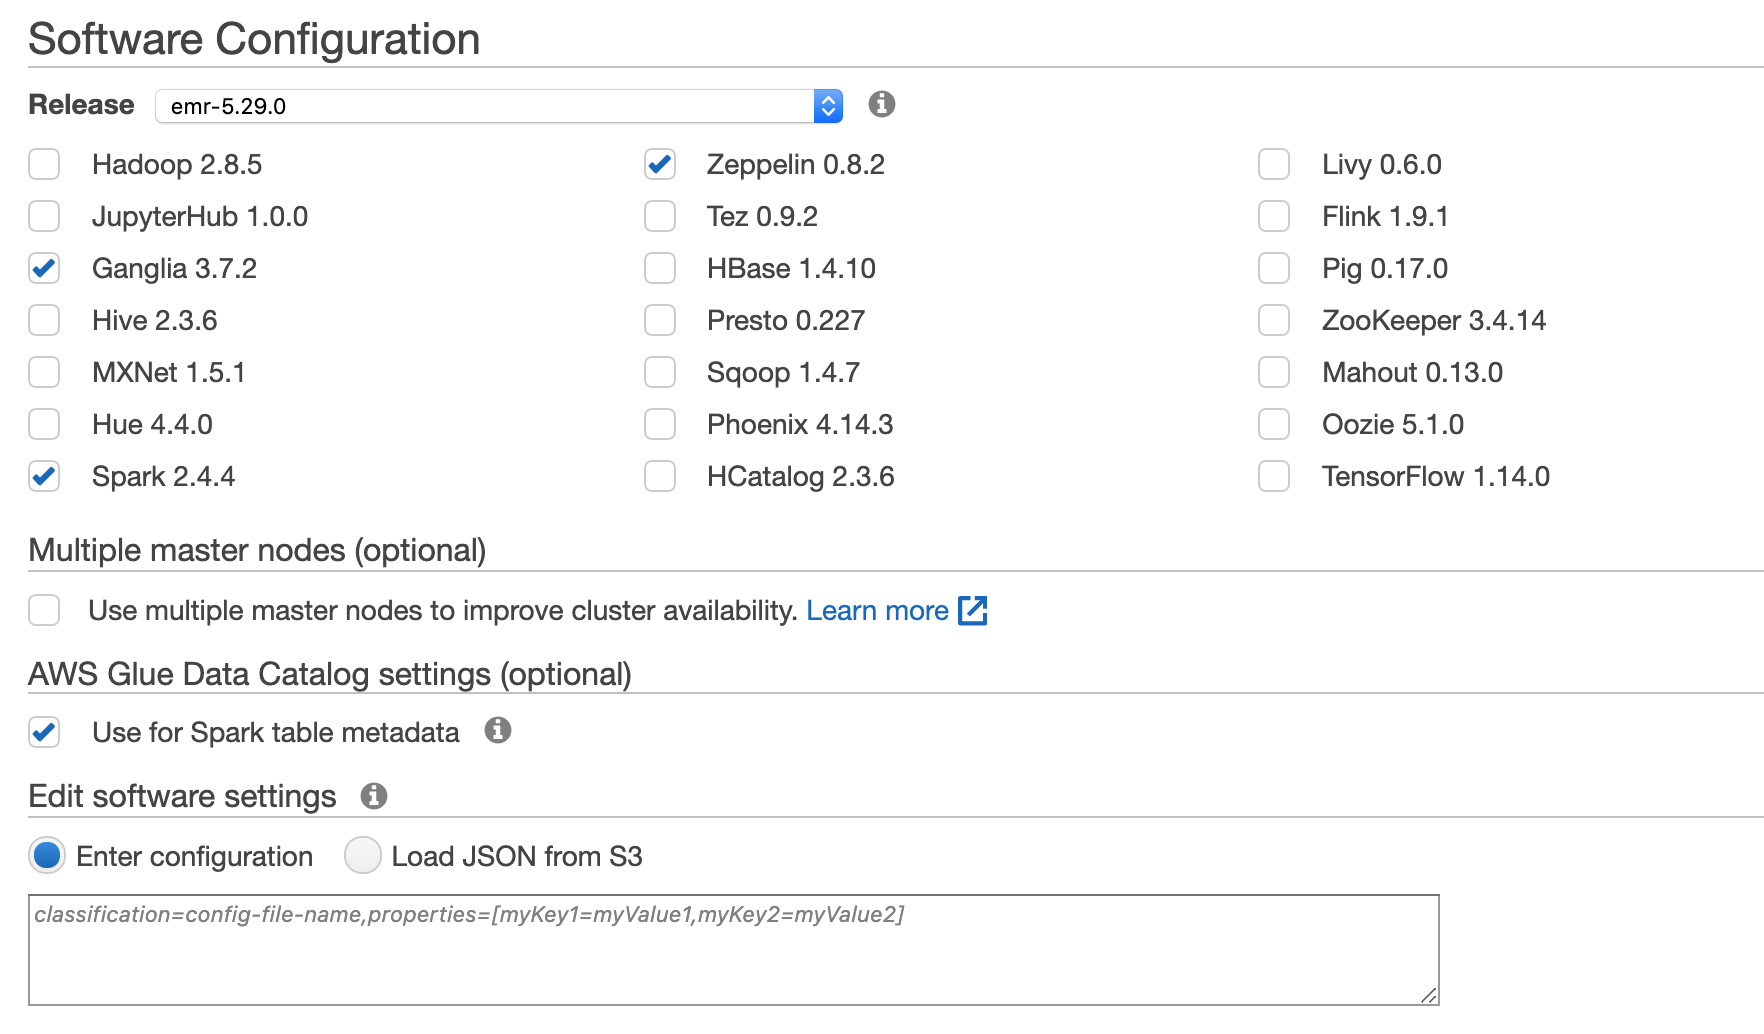 Software Configuration
Release emr-5.29.0
Hadoop 2.8.5 Zeppelin 0.8.2 Livy 0.6.0
JupyterHub 1.0.0 Tez 0.9.2 Flink 1.9.1
Ganglia 3.7.2 HBase 1.4.10 Pig 0.17.0
Hive 2.3.6 Presto 0.227 ZooKeeper 3.4.14
MXNet 1.5.1 Sqoop 1.4.7 Mahout 0.13.0
Hue 4.4.0 Phoenix 4.14.3 Oozie 5.1.0
Spark 2.4.4 HCatalog 2.3.6 TensorFlow 1.14.0
Multiple master nodes (optional)
Use multiple master nodes to improve cluster availability. Learn more
AWS Glue Data Catalog settings (optional)
Use for Spark table metadata
Edit software settings
Enter configuration Load JSON from S3
classification=config-file-name,properties=[myKey1=myValue1,myKey2=myValue2]